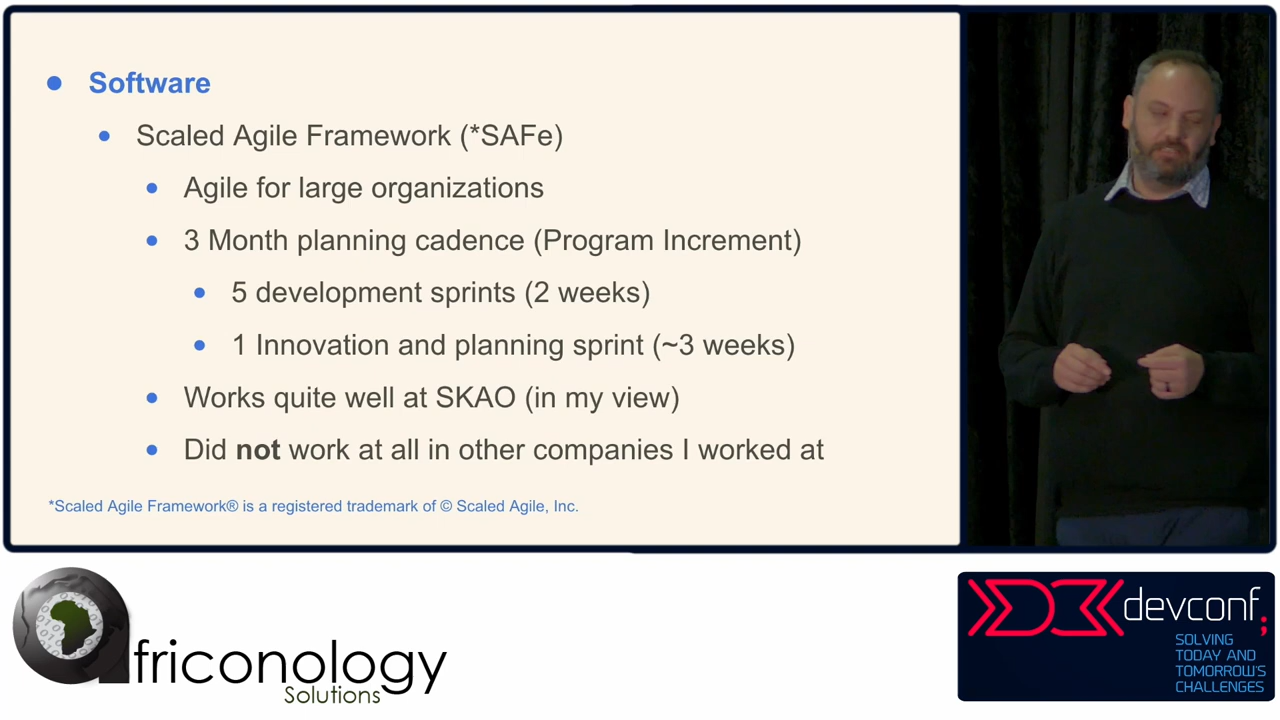 Software
Scaled Agile Framework (*SAFe)
Agile for large organizations
3 Month planning cadence (Program Increment)
5 development sprints (2 weeks)
1 Innovation and planning sprint (~3 weeks)
Works quite well at SKAO (in my view)
Did not work at all in other companies I worked at
*Scaled Agile Framework® is a registered trademark of © Scaled Agile, Inc.
africonology
Solutions
devconf;
SOLVING
TODAY AND
TOMORROW'S
CHALLENGES